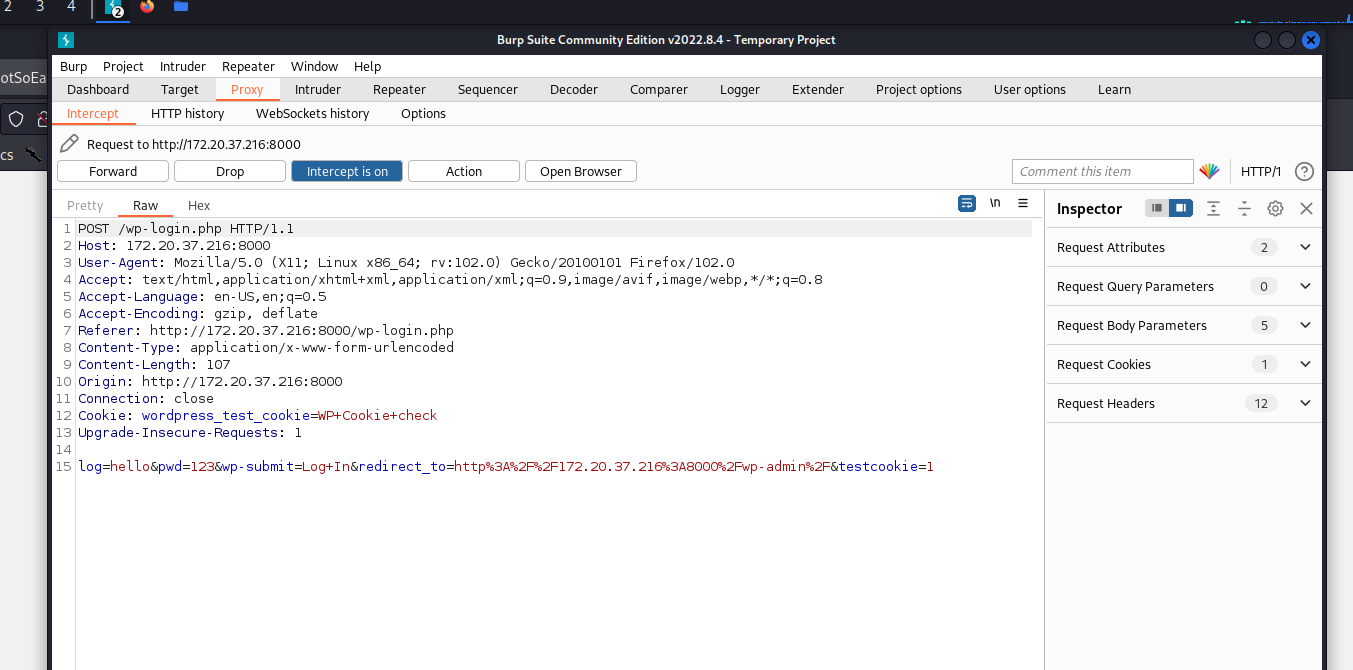 2 3 4 2
Burp Suite Community Edition v2022.8.4 - Temporary Project
Burp Project Intruder Repeater Window Help
otSoEa
Dashboard Target Proxy Intruder Repeater Sequencer Decoder Comparer Logger Extender Project options User options Learn
Intercept HTTP history WebSockets history Options
cs
Request to http://172.20.37.216:8000
Forward Drop Intercept is on Action Open Browser Comment this item HTTP/1 ?
Pretty Raw Hex \n ☰
Inspector
1 POST /wp-login.php HTTP/1.1
2 Host: 172.20.37.216:8000
3 User-Agent: Mozilla/5.0 (X11; Linux x86_64; rv:102.0) Gecko/20100101 Firefox/102.0
4 Accept: text/html,application/xhtml+xml,application/xml;q=0.9,image/avif,image/webp,*/*;q=0.8
5 Accept-Language: en-US,en;q=0.5
6 Accept-Encoding: gzip, deflate
7 Referer: http://172.20.37.216:8000/wp-login.php
8 Content-Type: application/x-www-form-urlencoded
9 Content-Length: 107
10 Origin: http://172.20.37.216:8000
11 Connection: close
12 Cookie: wordpress_test_cookie=WP+Cookie+check
13 Upgrade-Insecure-Requests: 1
14
15 log=hello&pwd=123&wp-submit=Log+In&redirect_to=http%3A%2F%2F172.20.37.216%3A8000%2Fwp-admin%2F&testcookie=1
Request Attributes 2
Request Query Parameters 0
Request Body Parameters 5
Request Cookies 1
Request Headers 12